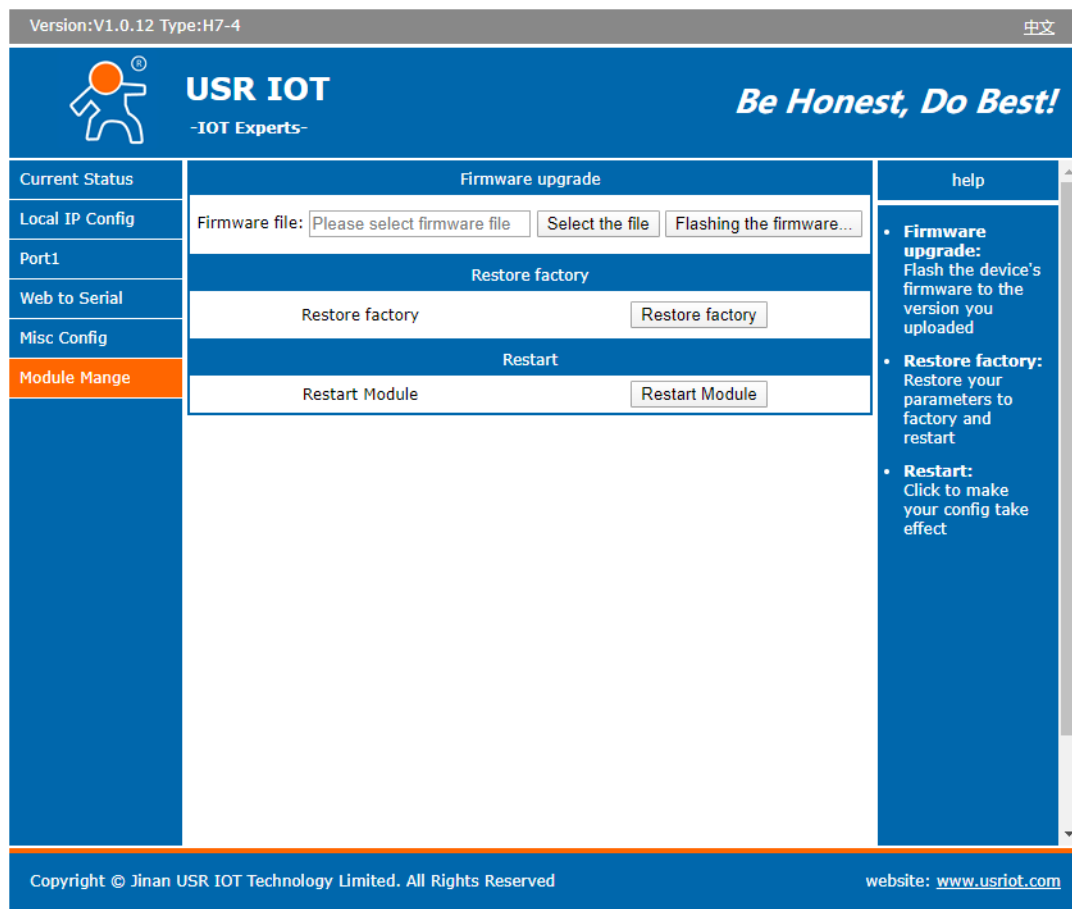 Version:V1.0.12 Type:H7-4
中文
®
USR IOT
-IOT Experts-
Be Honest, Do Best!
Current Status
Local IP Config
Port1
Web to Serial
Misc Config
Module Mange
Firmware upgrade
Firmware file: Please select firmware file Select the file Flashing the firmware...
Restore factory
Restore factory Restore factory
Restart
Restart Module Restart Module
help
• Firmware
upgrade:
Flash the device's
firmware to the
version you
uploaded
• Restore factory:
Restore your
parameters to
factory and
restart
• Restart:
Click to make
your config take
effect
Copyright © Jinan USR IOT Technology Limited. All Rights Reserved
website: www.usriot.com